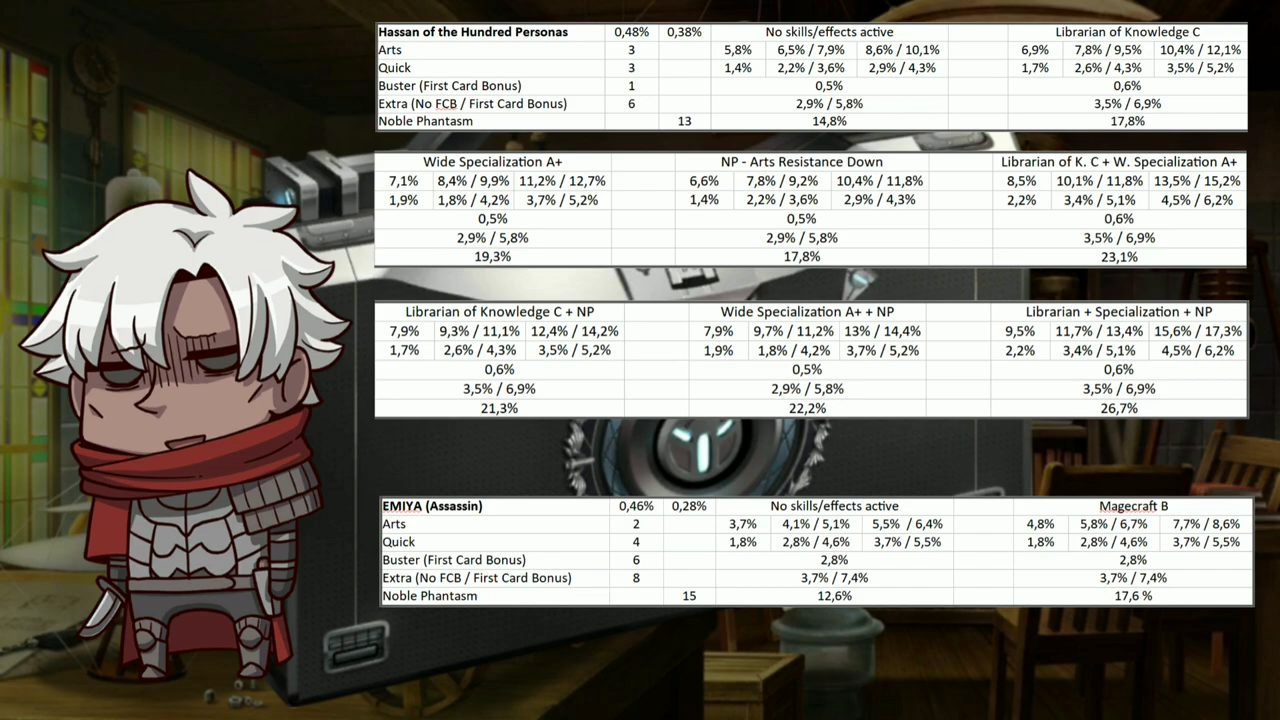 Hassan of the Hundred Personas 0,48% 0,38% No skills/effects active Librarian of Knowledge C
Arts 3 5,8% 6,5% / 7,9% 8,6% / 10,1% 6,9% 7,8% / 9,5% 10,4% / 12,1%
Quick 3 1,4% 2,2% / 3,6% 2,9% / 4,3% 1,7% 2,6% / 4,3% 3,5% / 5,2%
Buster (First Card Bonus) 1 0,5% 0,6%
Extra (No FCB / First Card Bonus) 6 2,9% / 5,8% 3,5% / 6,9%
Noble Phantasm 13 14,8% 17,8%
Wide Specialization A+ NP - Arts Resistance Down Librarian of K. C + W. Specialization A+
7,1% 8,4% / 9,9% 11,2% / 12,7% 6,6% 7,8% / 9,2% 10,4% / 11,8% 8,5% 10,1% / 11,8% 13,5% / 15,2%
1,9% 1,8% / 4,2% 3,7% / 5,2% 1,4% 2,2% / 3,6% 2,9% / 4,3% 2,2% 3,4% / 5,1% 4,5% / 6,2%
0,5% 0,5% 0,6%
2,9% / 5,8% 2,9% / 5,8% 3,5% / 6,9%
19,3% 17,8% 23,1%
Librarian of Knowledge C + NP Wide Specialization A+ + NP Librarian + Specialization + NP
7,9% 9,3% / 11,1% 12,4% / 14,2% 7,9% 9,7% / 11,2% 13% / 14,4% 9,5% 11,7% / 13,4% 15,6% / 17,3%
1,7% 2,6% / 4,3% 3,5% / 5,2% 1,9% 1,8% / 4,2% 3,7% / 5,2% 2,2% 3,4% / 5,1% 4,5% / 6,2%
0,6% 0,5% 0,6%
3,5% / 6,9% 2,9% / 5,8% 3,5% / 6,9%
21,3% 22,2% 26,7%
EMIYA (Assassin) 0,46% 0,28% No skills/effects active Magecraft B
Arts 2 3,7% 4,1% / 5,1% 5,5% / 6,4% 4,8% 5,8% / 6,7% 7,7% / 8,6%
Quick 4 1,8% 2,8% / 4,6% 3,7% / 5,5% 1,8% 2,8% / 4,6% 3,7% / 5,5%
Buster (First Card Bonus) 6 2,8% 2,8%
Extra (No FCB / First Card Bonus) 8 3,7% / 7,4% 3,7% / 7,4%
Noble Phantasm 15 12,6% 17,6 %